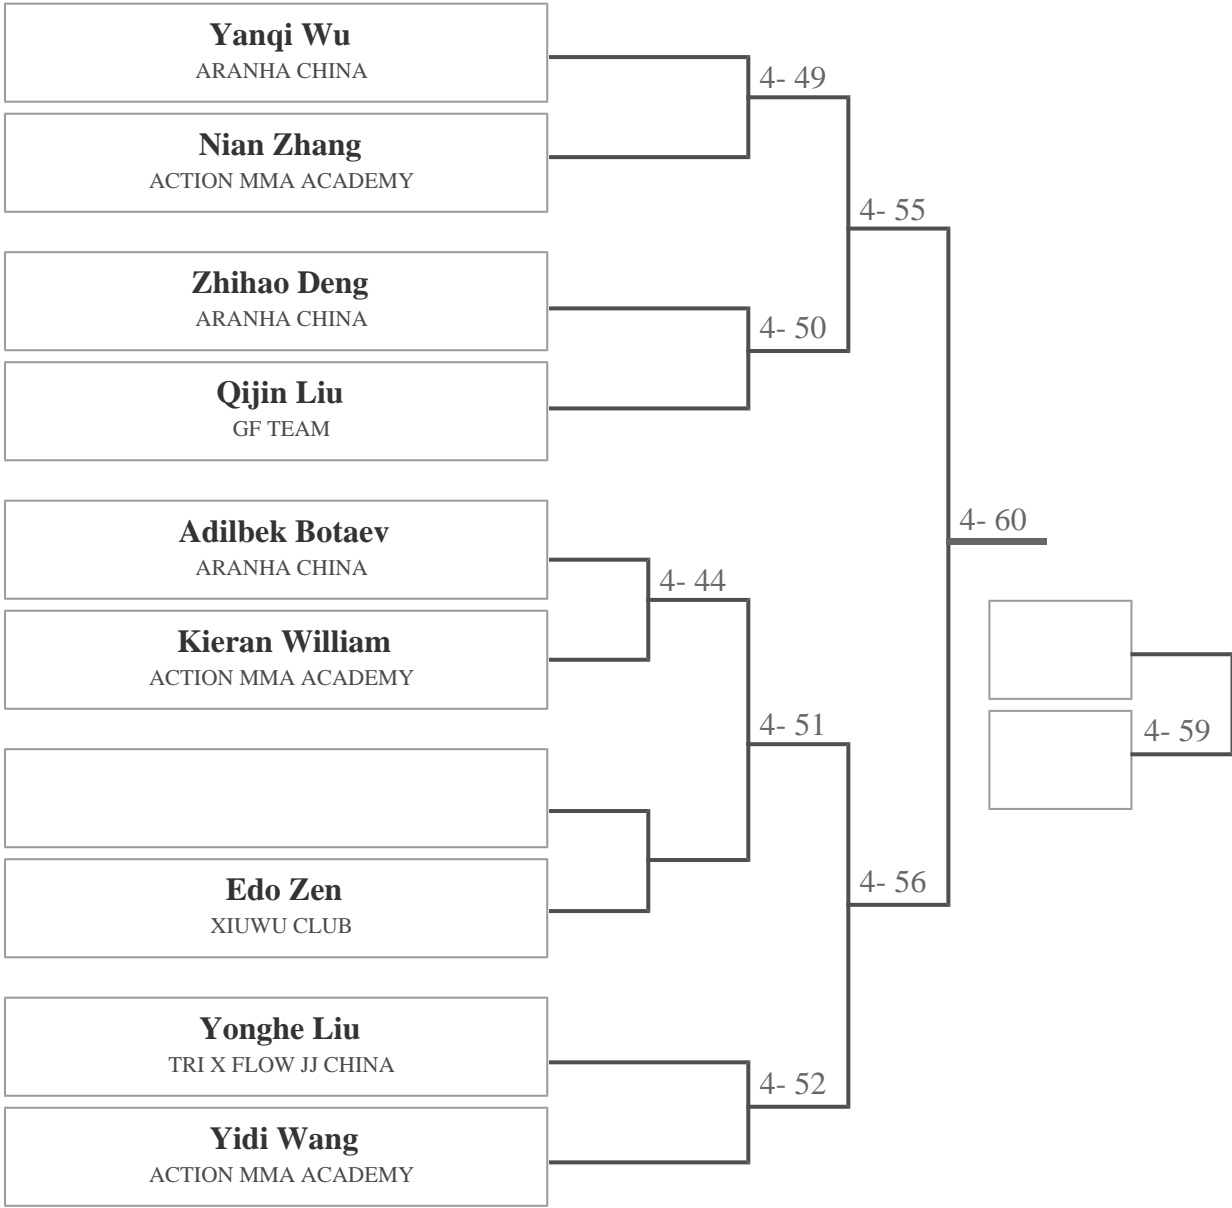 Yanqi Wu
ARANHA CHINA
4- 49
Nian Zhang
ACTION MMA ACADEMY
4- 55
Zhihao Deng
ARANHA CHINA
4- 50
Qijin Liu
GF TEAM
Adilbek Botaev
ARANHA CHINA
4- 60
4- 44
Kieran William
ACTION MMA ACADEMY
4- 51
4- 59
Edo Zen
XIUWU CLUB
4- 56
Yonghe Liu
TRI X FLOW JJ CHINA
4- 52
Yidi Wang
ACTION MMA ACADEMY